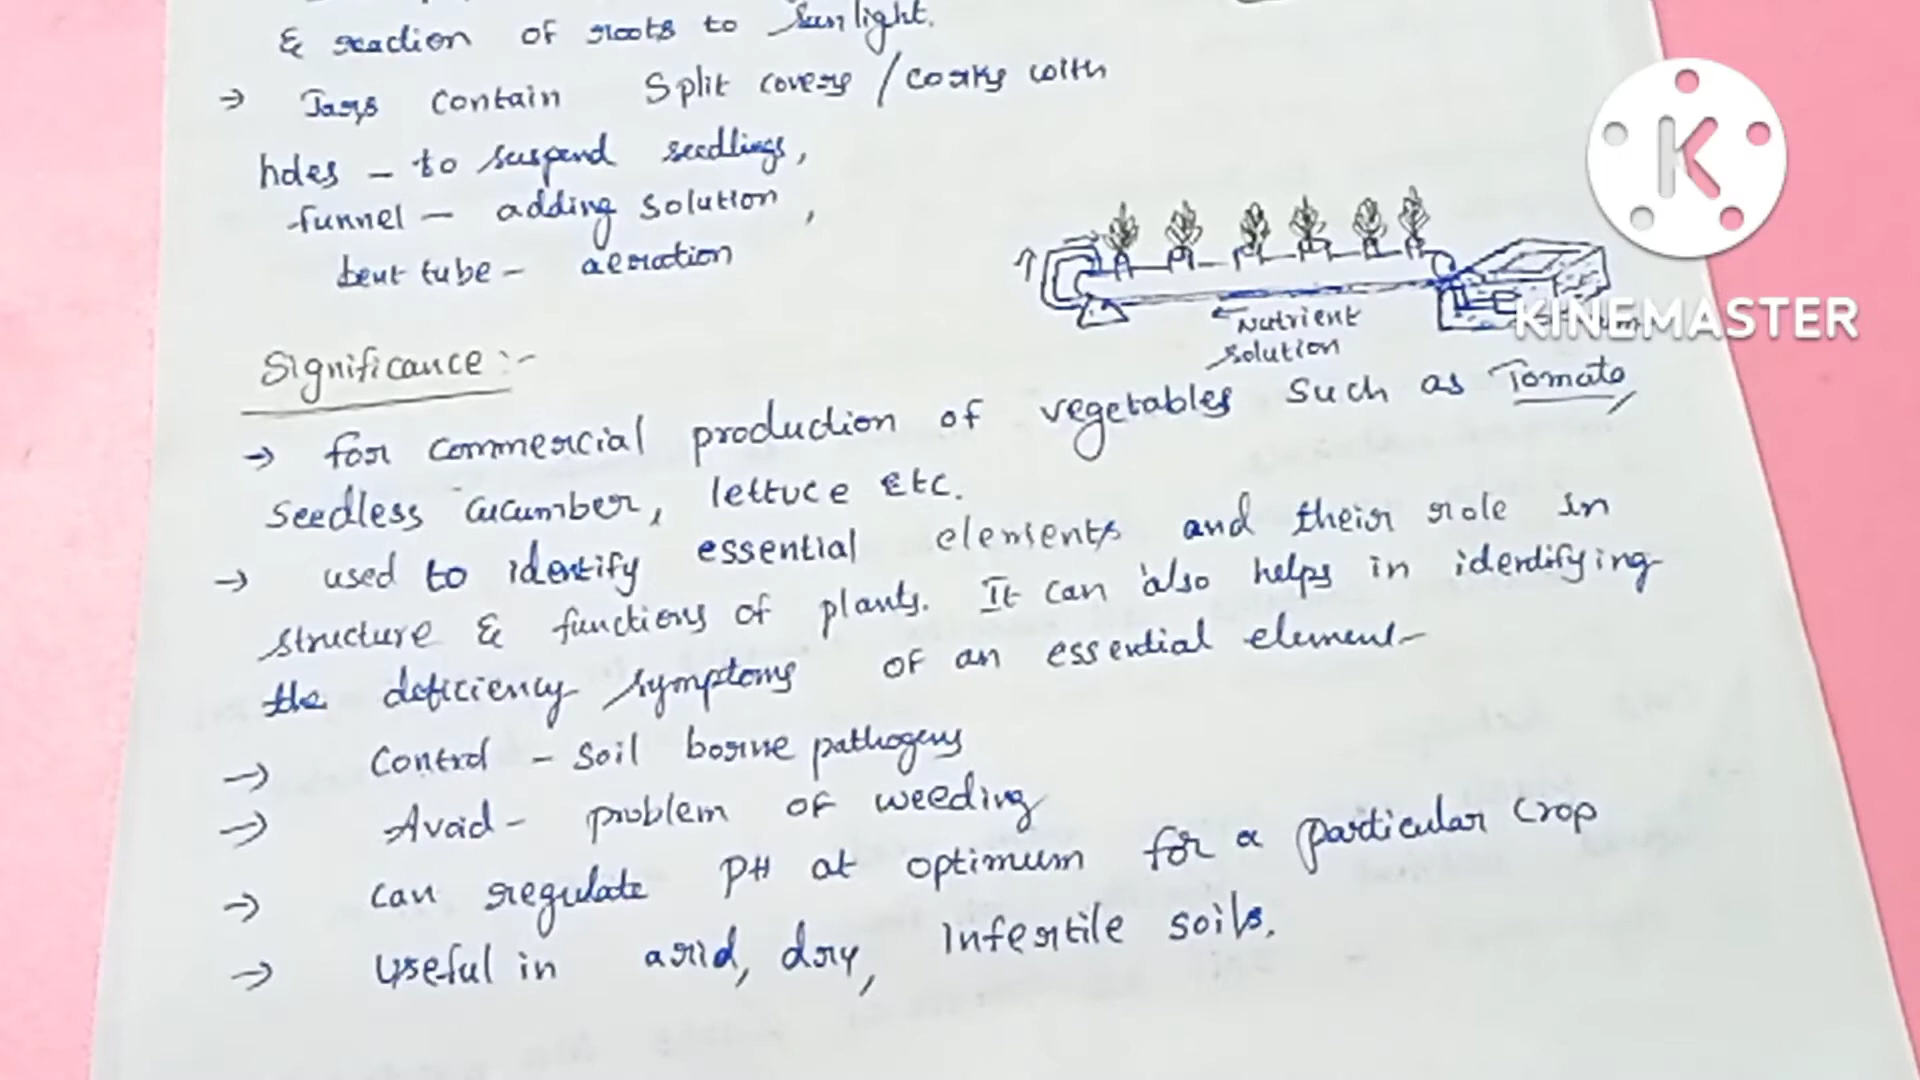 & reaction of roots to sunlight.
→ Jars contain split covers / corks with
holes – to suspend seedlings,
funnel – adding solution,
bent tube – aeration
← Nutrient
solution
KINEMASTER
Significance :-
→ for commercial production of vegetables such as Tomato,
seedless cucumber, lettuce etc.
→ used to identify essential elements and their role in
structure & functions of plants. It can also helps in identifying
the deficiency symptoms of an essential element
→ Control – soil borne pathogens
→ Avoid – problem of weeding
→ can regulate PH at optimum for a particular crop
→ useful in arid, dry, Infertile soils.